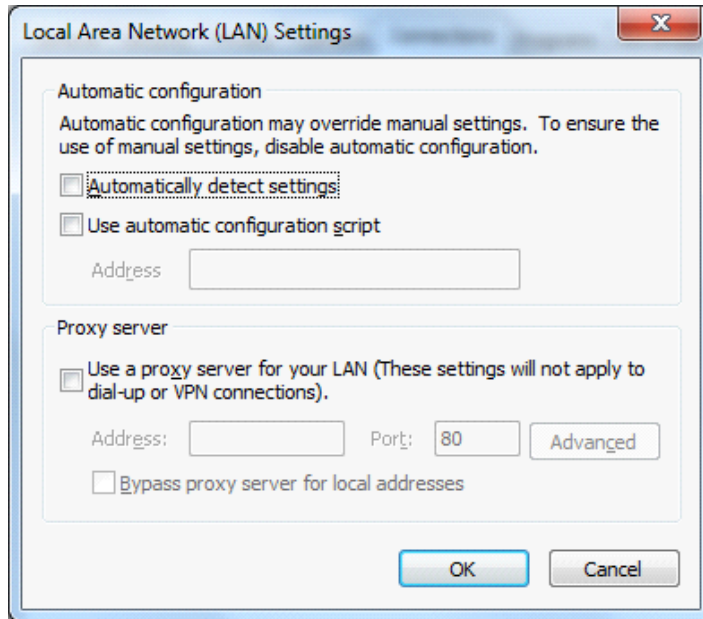 Local Area Network (LAN) Settings
Automatic configuration
Automatic configuration may override manual settings. To ensure the
use of manual settings, disable automatic configuration.
Automatically detect settings
Use automatic configuration script
Address
Proxy server
Use a proxy server for your LAN (These settings will not apply to
dial-up or VPN connections).
Address: Port: 80 Advanced
Bypass proxy server for local addresses
OK Cancel